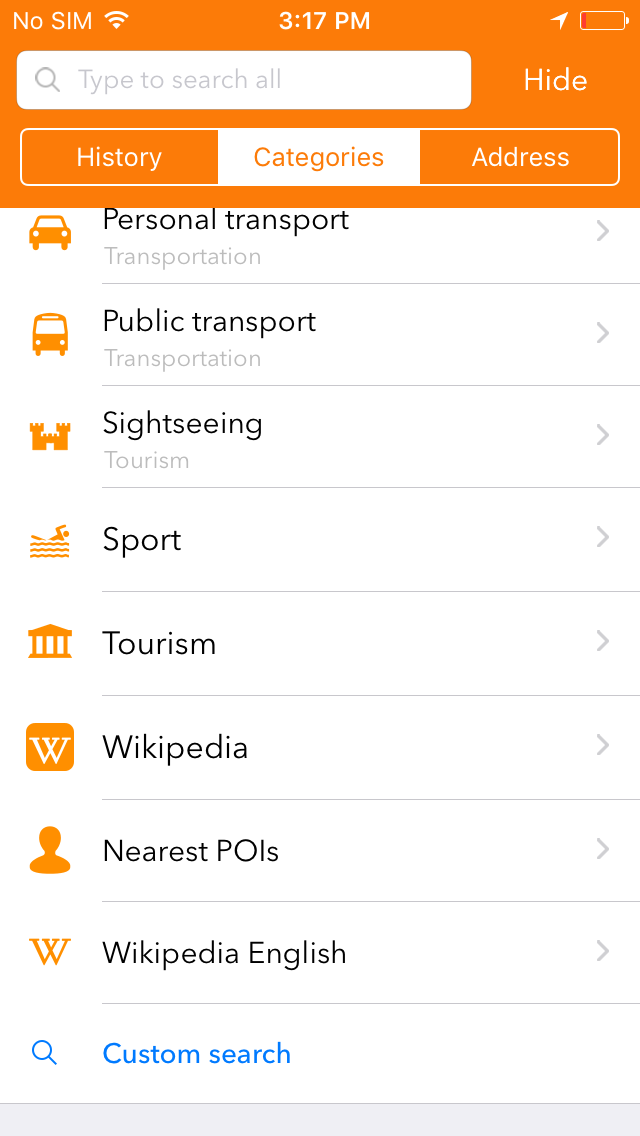 No SIM 3:17 PM
Type to search all Hide
History Categories Address
Personal transport
Transportation
Public transport
Transportation
Sightseeing
Tourism
Sport
Tourism
W Wikipedia
Nearest POIs
W Wikipedia English
Custom search